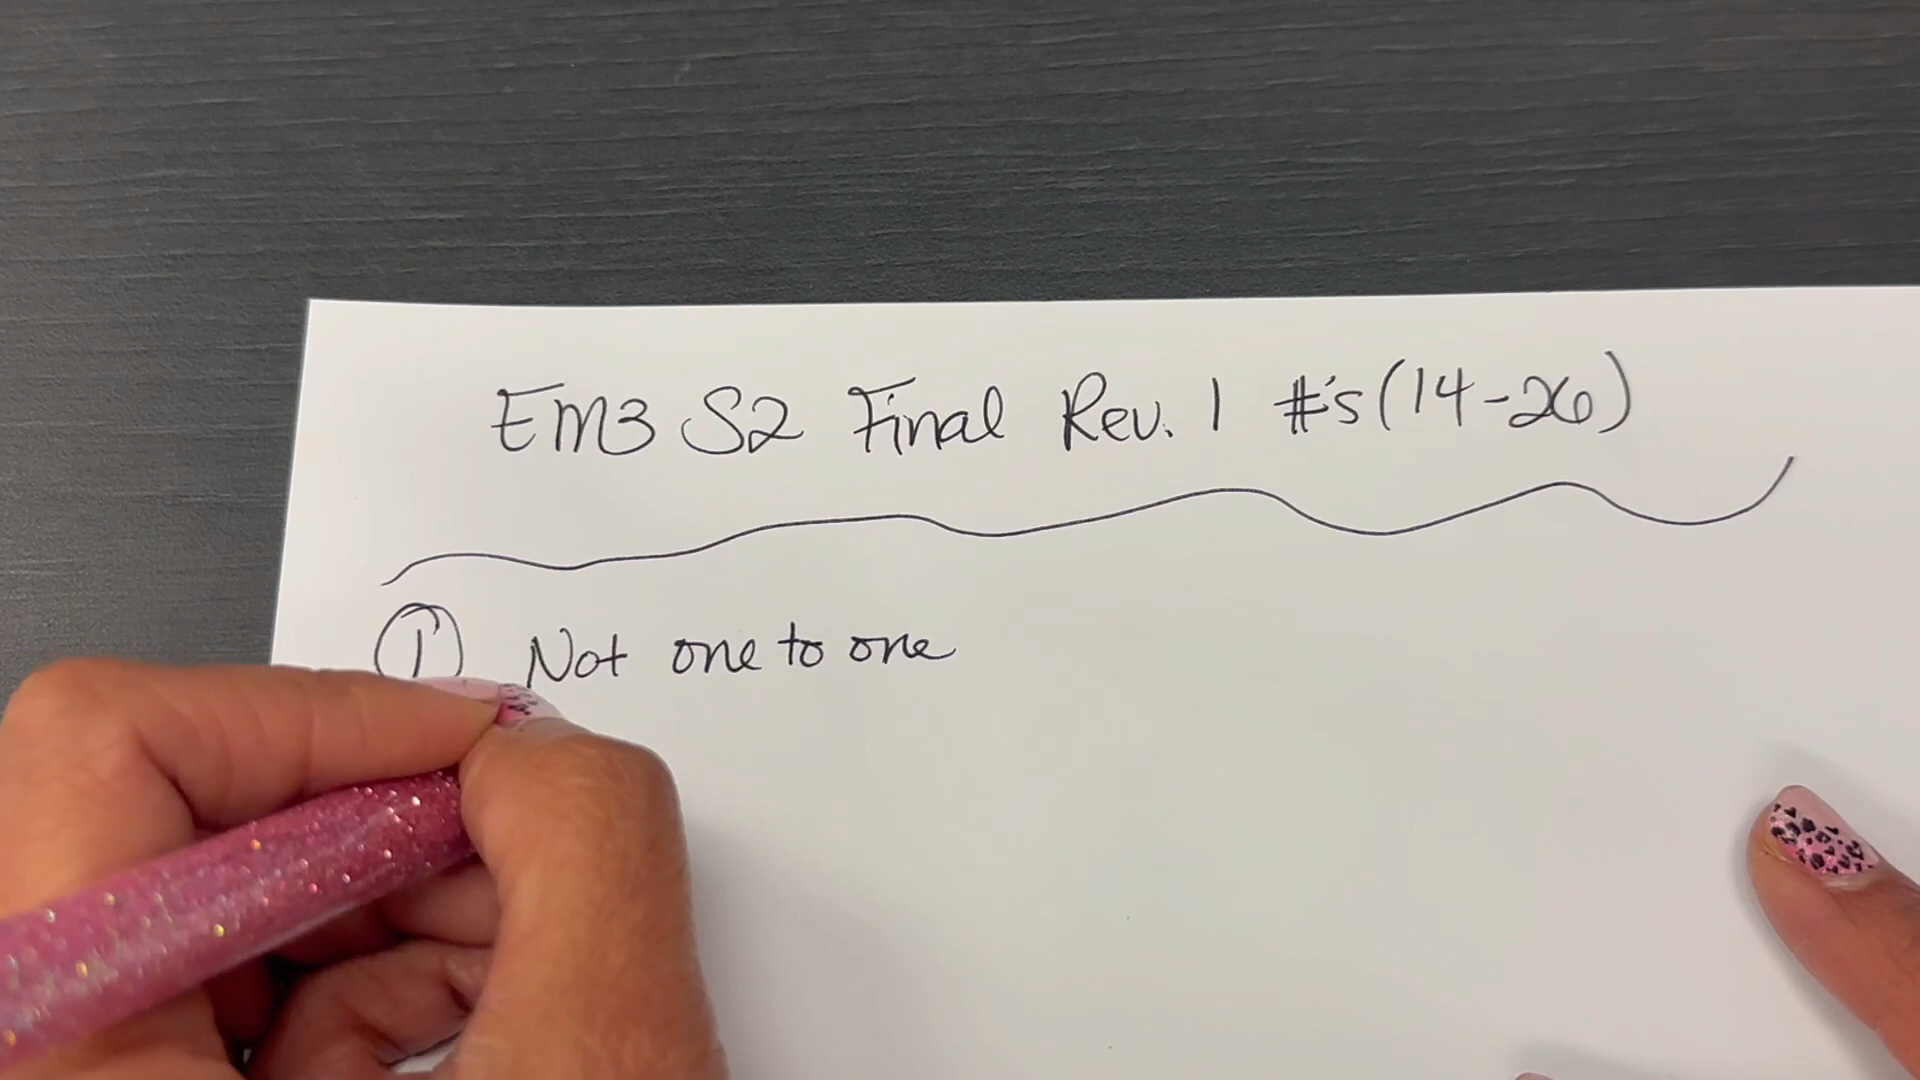 EM3 S2 Final Rev. 1 #'s (14-26)
1 Not one to one